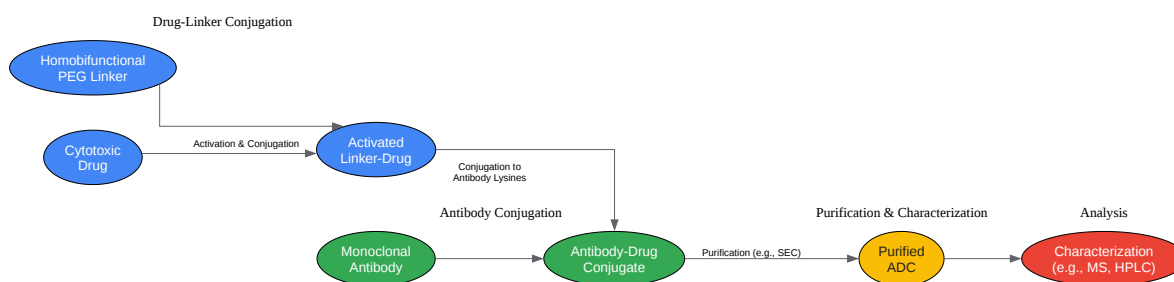 Drug-Linker Conjugation
Homobifunctional
PEG Linker
Cytotoxic
Drug
Activation & Conjugation
Activated
Linker-Drug
Conjugation to
Antibody Lysines
Antibody Conjugation
Monoclonal
Antibody
Antibody-Drug
Conjugate
Purification (e.g., SEC)
Purification & Characterization
Purified
ADC
Analysis
Characterization
(e.g., MS, HPLC)